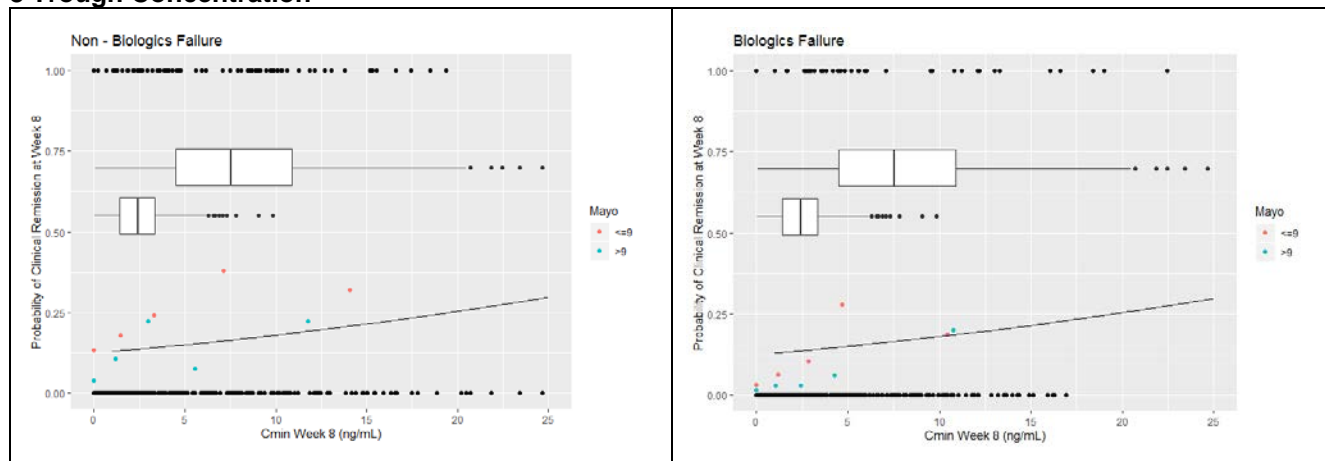 8 Trough Concentration
Non - Biologics Failure
1.00
0.75
0.50
0.25
0.00
Probability of Clinical Remission at Week 8
0
5
10
15
20
25
Cmin Week 8 (ng/mL)
Mayo
<=9
>9
Biologics Failure
1.00
0.75
0.50
0.25
0.00
Probability of Clinical Remission at Week 8
0
5
10
15
20
25
Cmin Week 8 (ng/mL)
Mayo
<=9
>9